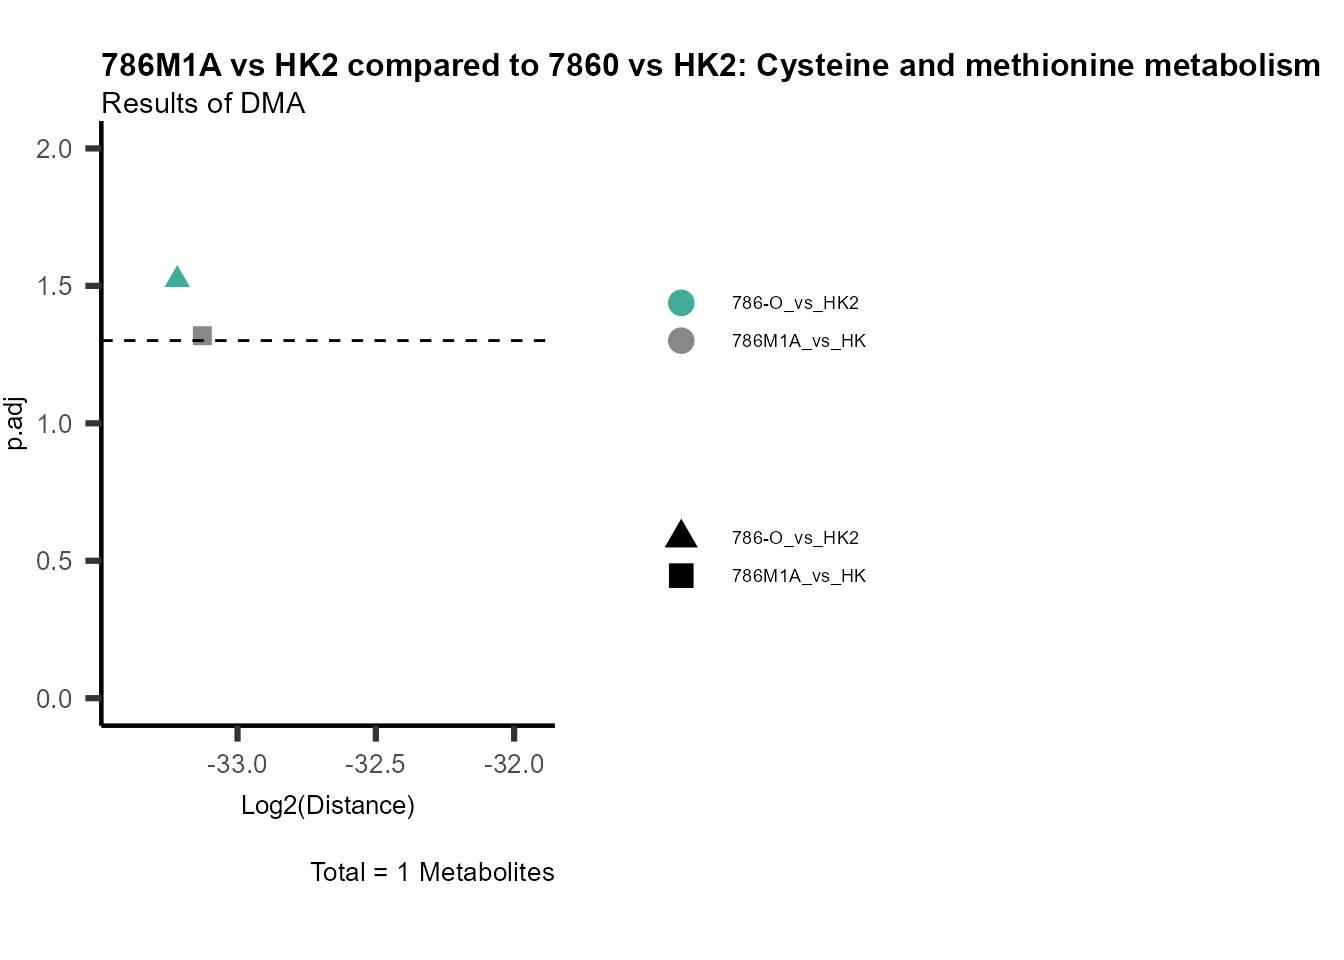 786M1A vs HK2 compared to 7860 vs HK2: Cysteine and methionine metabolism
Results of DMA
2.0
1.5
1.0
0.5
0.0
p.adj
-33.0
-32.5
-32.0
Log2(Distance)
Total = 1 Metabolites
786-O_vs_HK2
786M1A_vs_HK
786-O_vs_HK2
786M1A_vs_HK